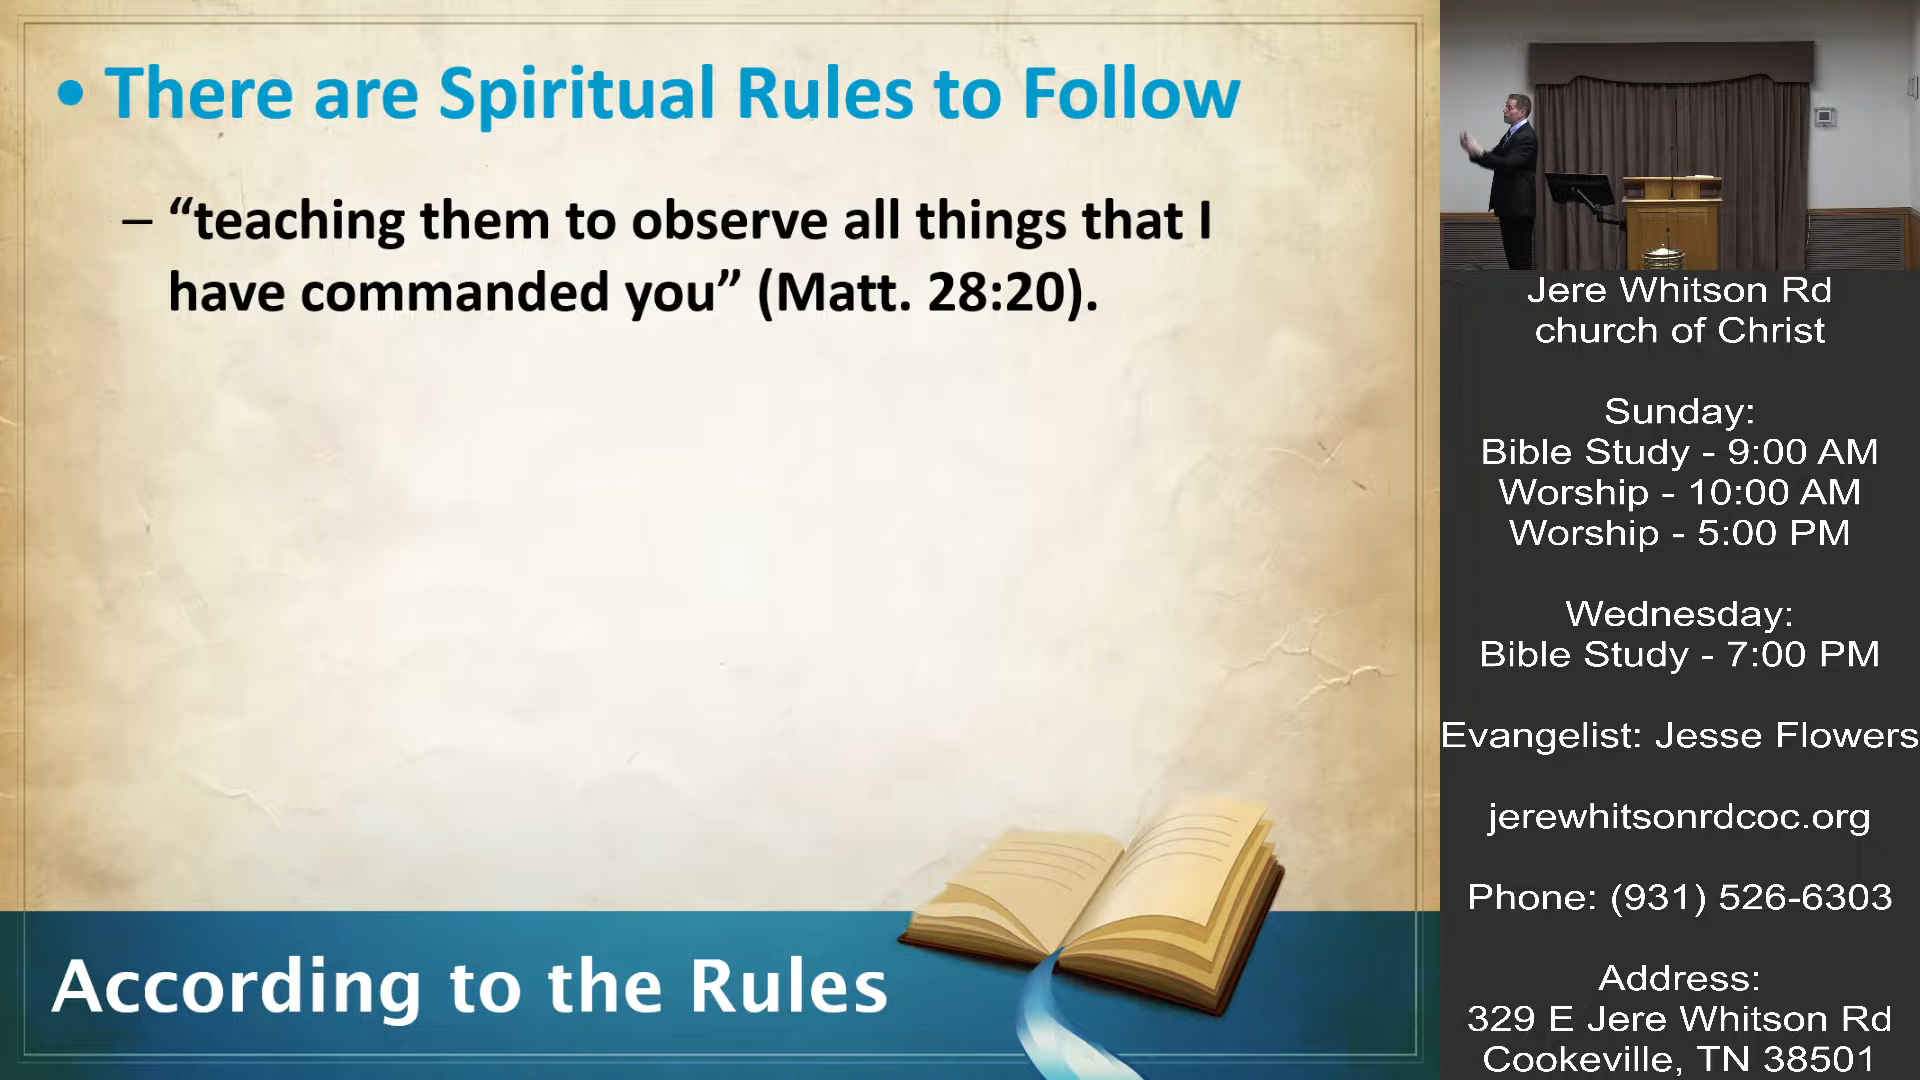 • There are Spiritual Rules to Follow
– “teaching them to observe all things that I
have commanded you” (Matt. 28:20).
According to the Rules
Jere Whitson Rd
church of Christ
Sunday:
Bible Study - 9:00 AM
Worship - 10:00 AM
Worship - 5:00 PM
Wednesday:
Bible Study - 7:00 PM
Evangelist: Jesse Flowers
jerewhitsonrdcoc.org
Phone: (931) 526-6303
Address:
329 E Jere Whitson Rd
Cookeville, TN 38501